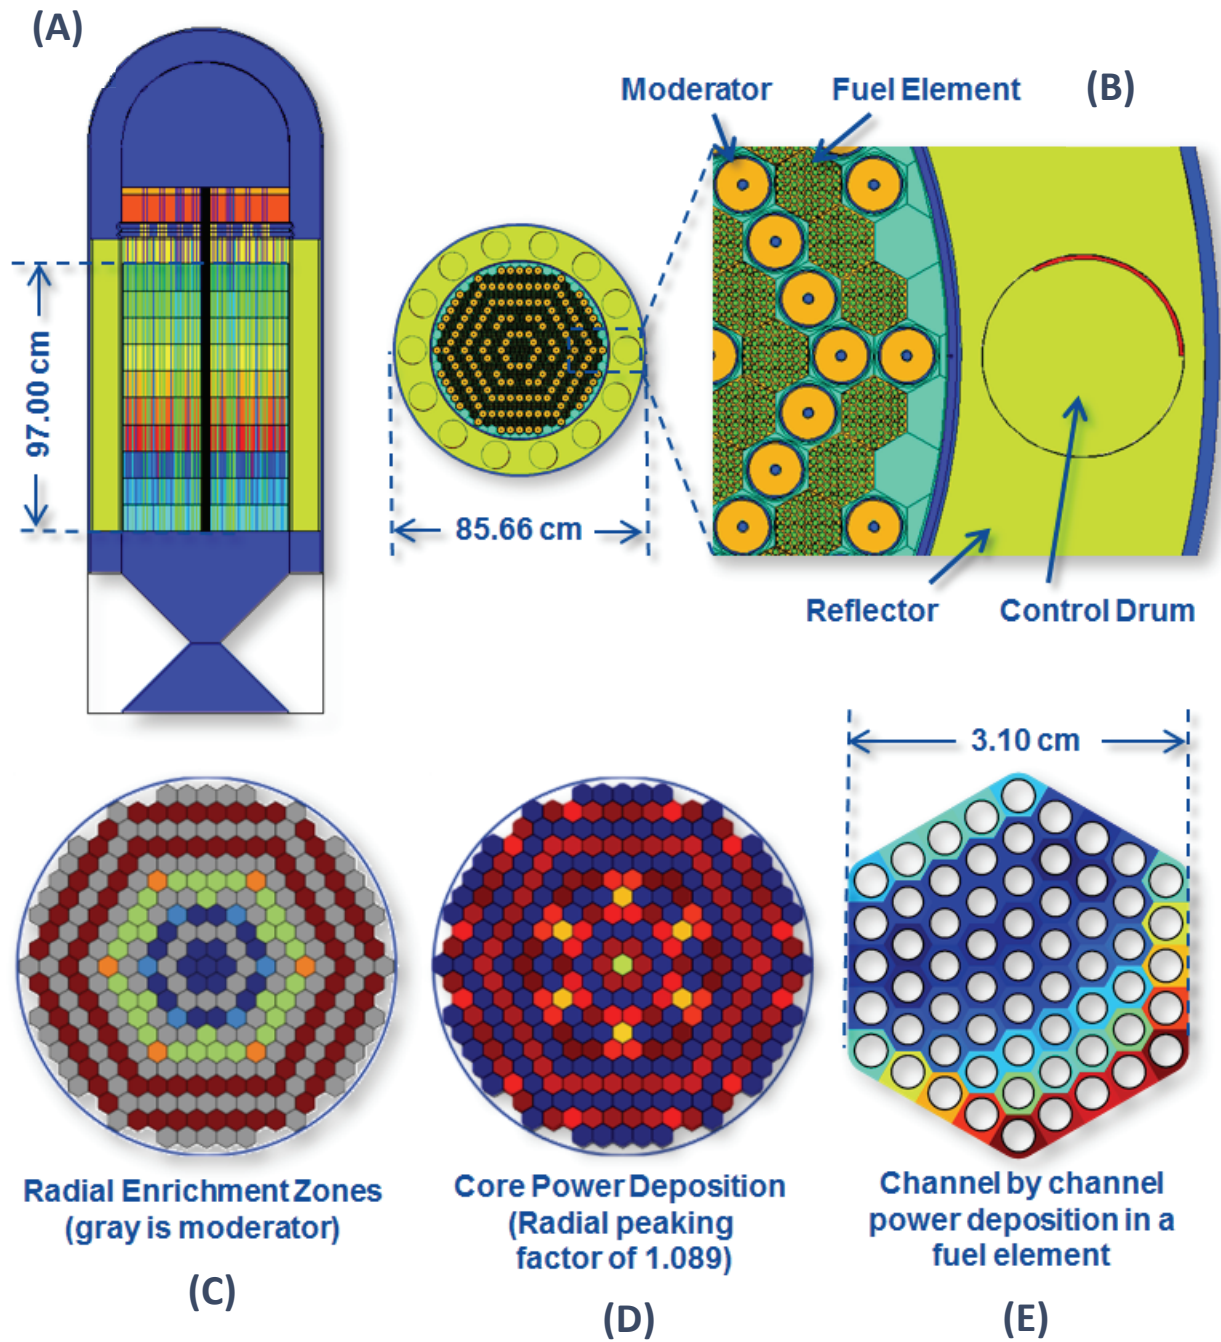 (A)
Moderator
Fuel Element
(B)
97.00 cm
85.66 cm
Reflector
Control Drum
3.10 cm
Radial Enrichment Zones
(gray is moderator)
(C)
Core Power Deposition
(Radial peaking
factor of 1.089)
(D)
Channel by channel
power deposition in a
fuel element
(E)